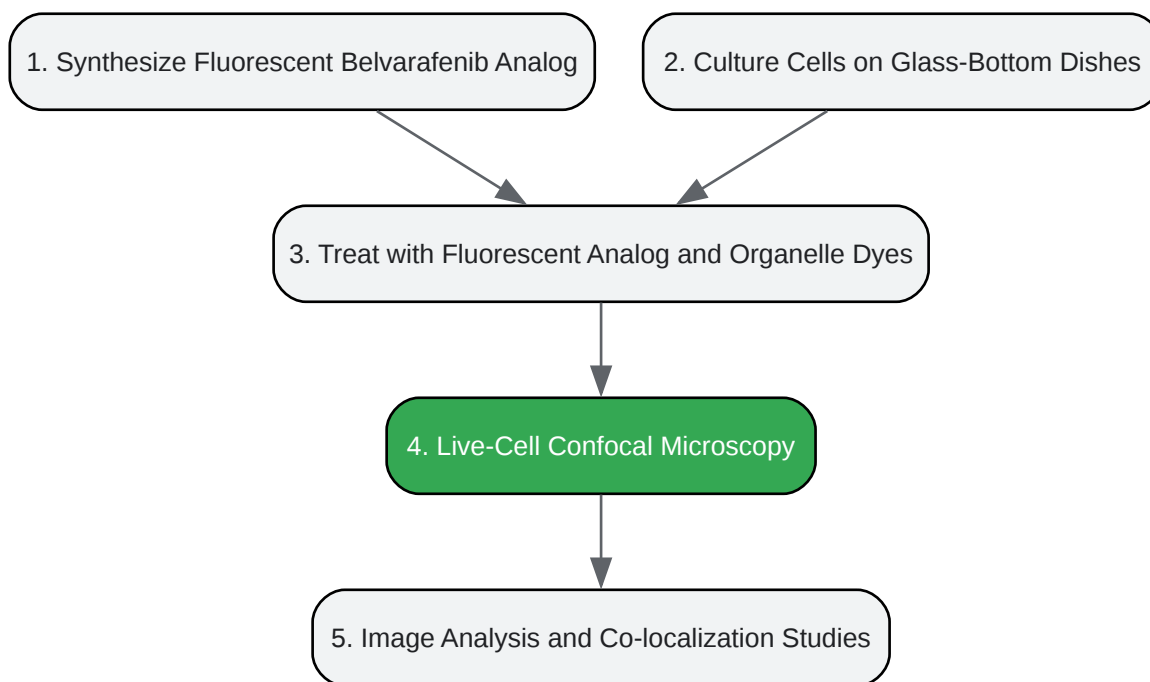 1. Synthesize Fluorescent Belvarafenib Analog
2. Culture Cells on Glass-Bottom Dishes
3. Treat with Fluorescent Analog and Organelle Dyes
4. Live-Cell Confocal Microscopy
5. Image Analysis and Co-localization Studies